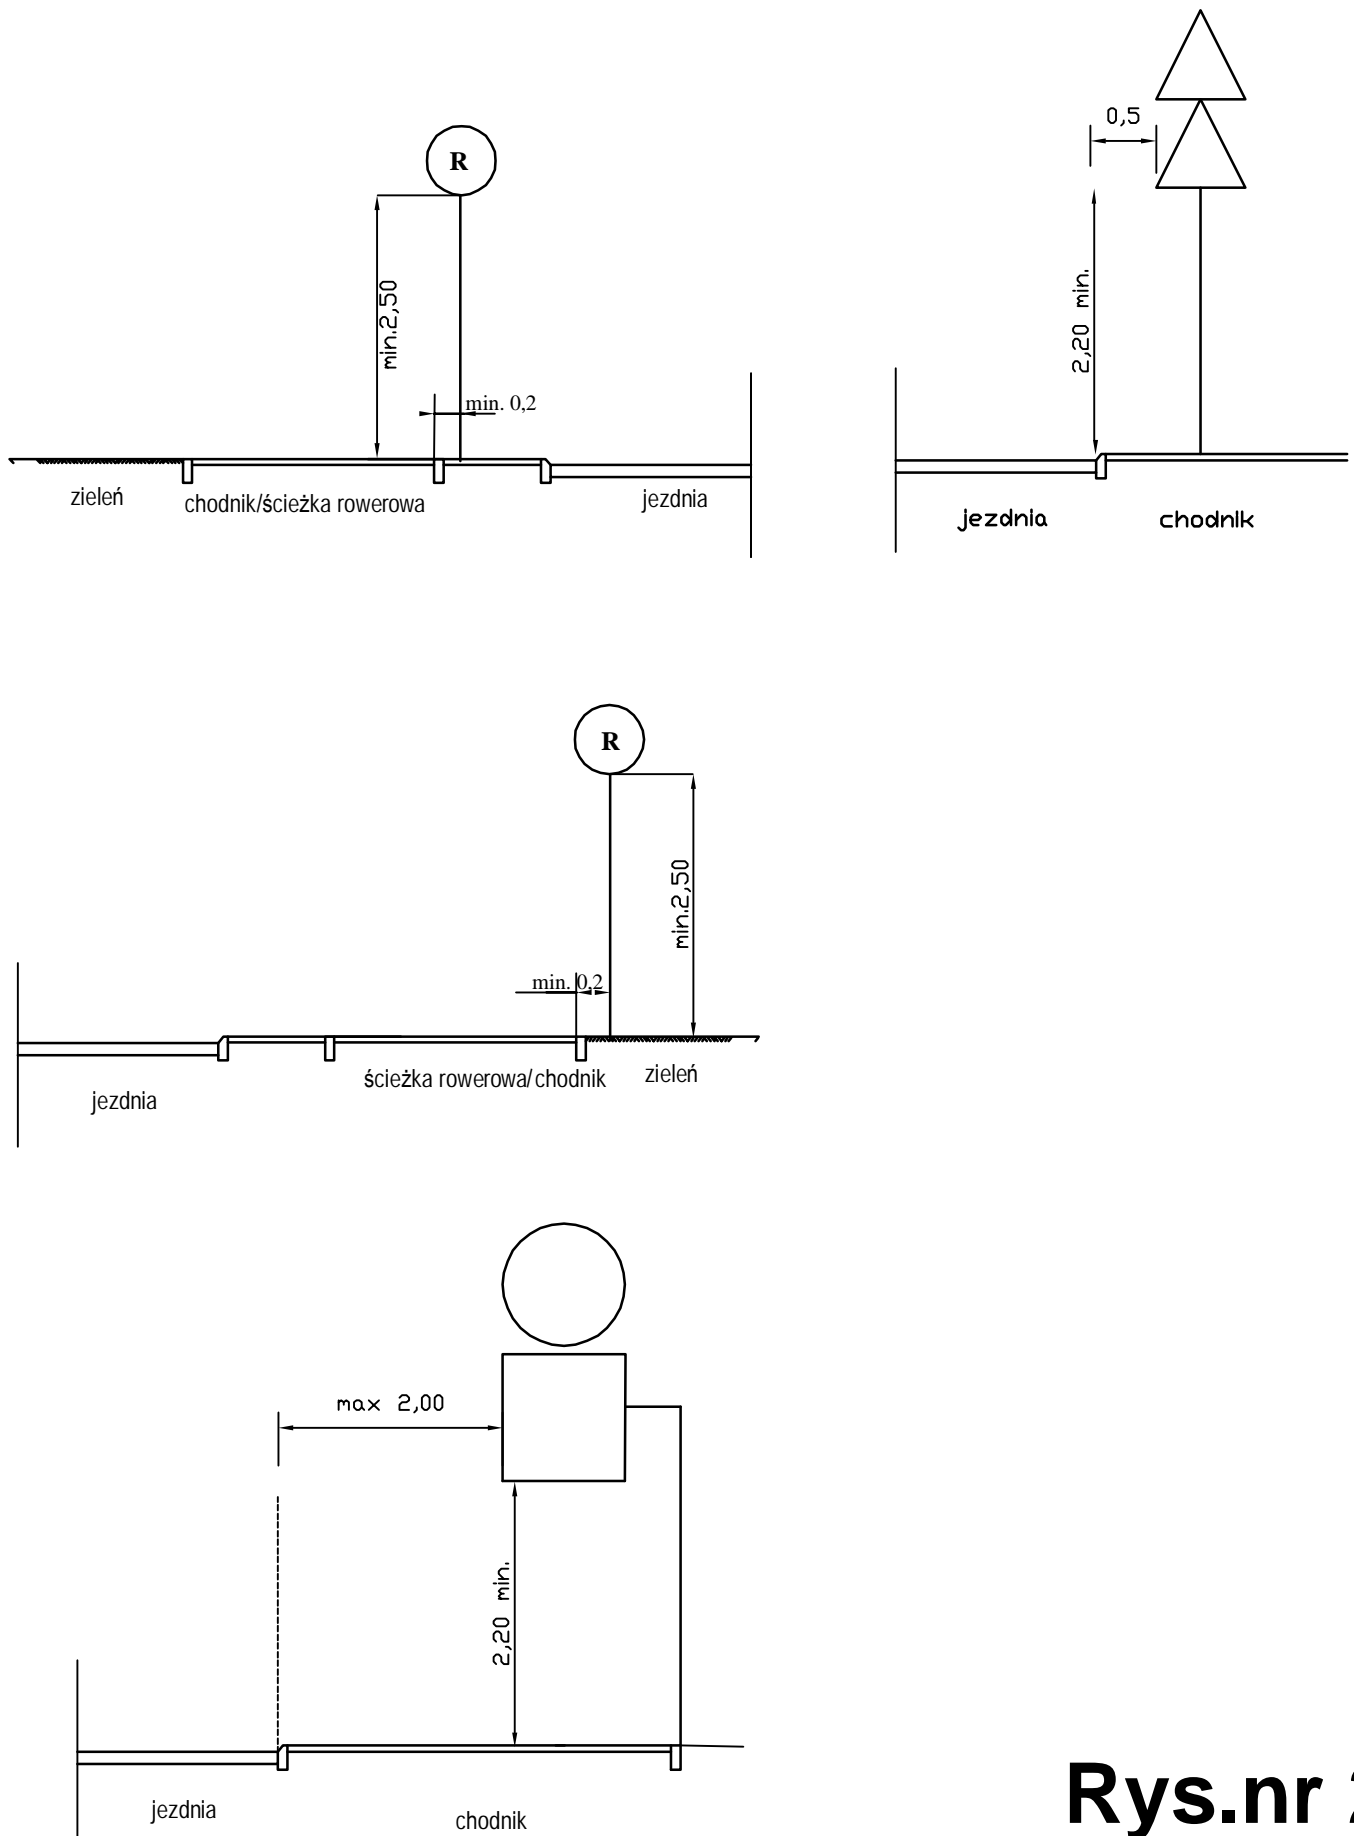 0,5
R
min.2,50
2,20 min.
min. 0,2
zieleń
chodnik/ścieżka rowerowa
jezdnia
jezdnia
chodnik
R
min.2,50
min. 0,2
ścieżka rowerowa/chodnik
zieleń
jezdnia
max 2,00
2,20 min.
jezdnia
chodnik
Rys.nr